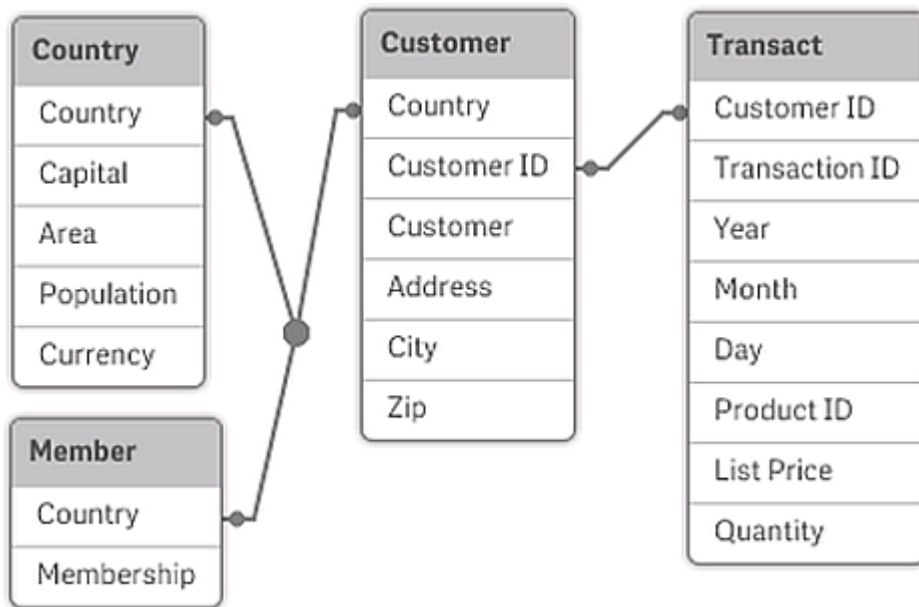 Country
Country
Capital
Area
Population
Currency
Member
Country
Membership
Customer
Country
Customer ID
Customer
Address
City
Zip
Transact
Customer ID
Transaction ID
Year
Month
Day
Product ID
List Price
Quantity